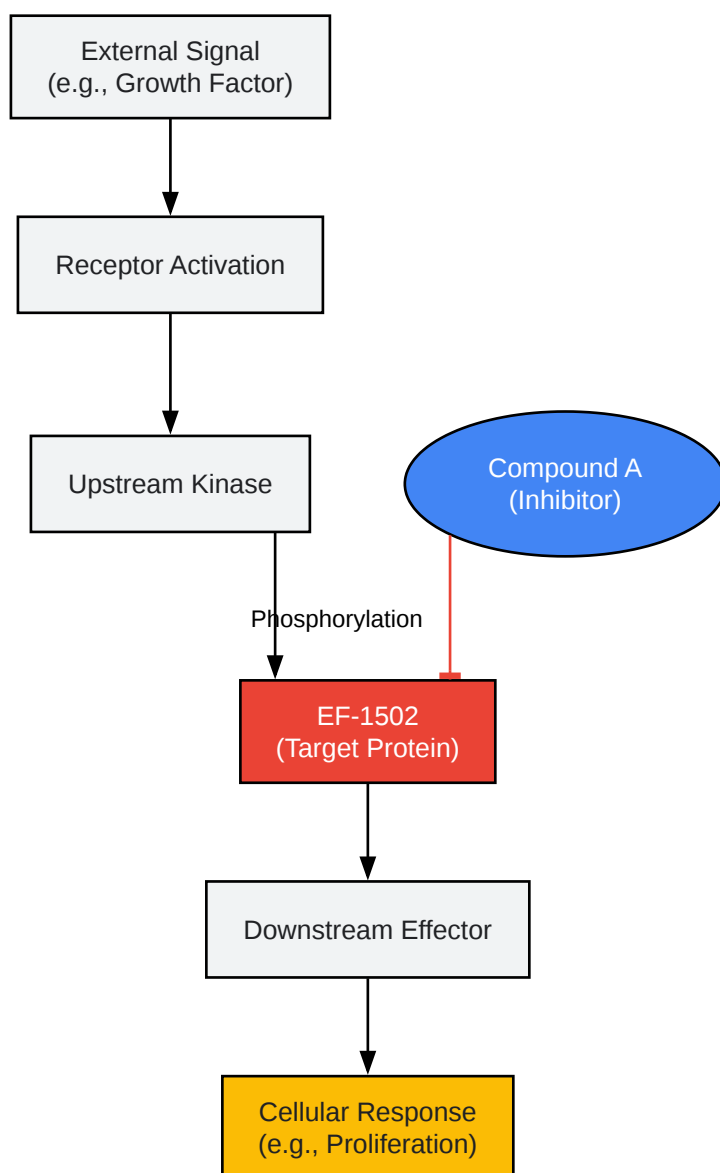 External Signal
(e.g., Growth Factor)
Receptor Activation
Upstream Kinase
Compound A
(Inhibitor)
Phosphorylation
EF-1502
(Target Protein)
Downstream Effector
Cellular Response
(e.g., Proliferation)